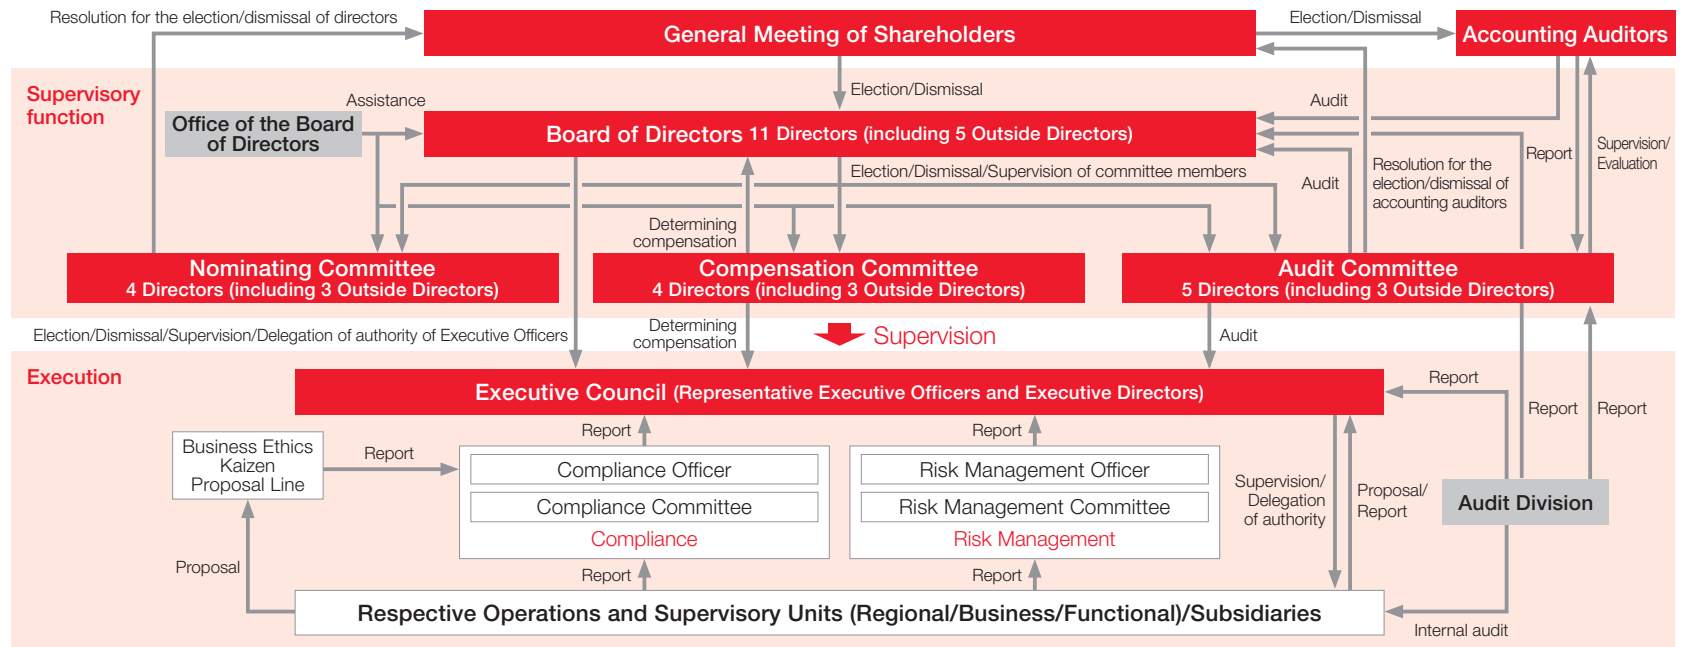 Resolution for the election/dismissal of directors
General Meeting of Shareholders
Election/Dismissal
Accounting Auditors
Supervisory
function
Election/Dismissal
Assistance
Audit
Office of the Board
of Directors
Board of Directors 11 Directors (including 5 Outside Directors)
Report
Supervision/
Evaluation
Election/Dismissal/Supervision of committee members
Audit
Resolution for the
election/dismissal of
accounting auditors
Determining
compensation
Nominating Committee
4 Directors (including 3 Outside Directors)
Compensation Committee
4 Directors (including 3 Outside Directors)
Audit Committee
5 Directors (including 3 Outside Directors)
Election/Dismissal/Supervision/Delegation of authority of Executive Officers
Determining
compensation
Supervision
Audit
Execution
Executive Council (Representative Executive Officers and Executive Directors)
Report
Report
Report
Report
Report
Business Ethics
Kaizen
Proposal Line
Report
Compliance Officer
Compliance Committee
Compliance
Risk Management Officer
Risk Management Committee
Risk Management
Supervision/
Delegation
of authority
Proposal/
Report
Audit Division
Proposal
Report
Report
Respective Operations and Supervisory Units (Regional/Business/Functional)/Subsidiaries
Internal audit